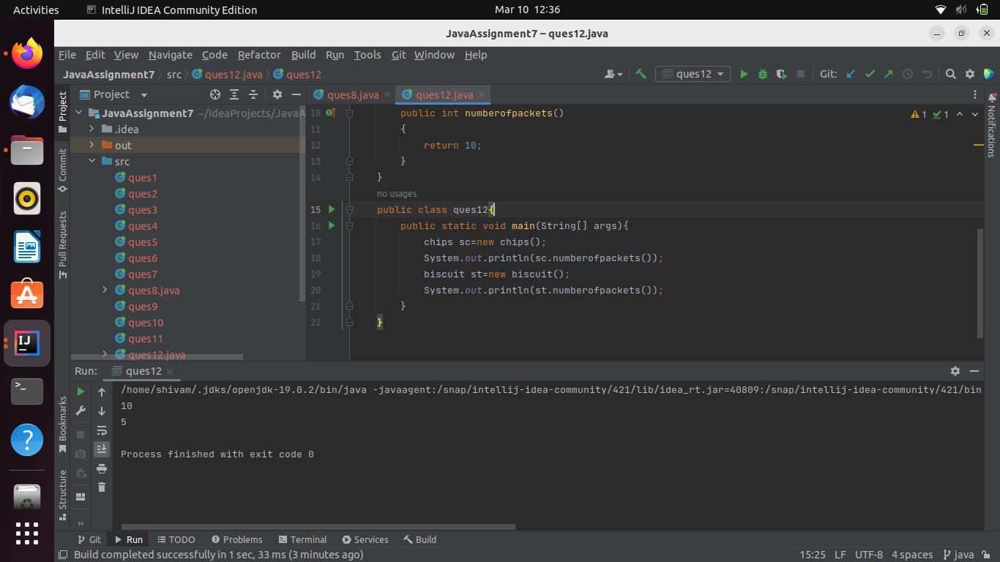 Activities IntelliJ IDEA Community Edition Mar 10 12:36
JavaAssignment7 – ques12.java
File Edit View Navigate Code Refactor Build Run Tools Git Window Help
JavaAssignment7 src ques12.java ques12 ques12 Git:
Project
ques8.java ques12.java
JavaAssignment7 ~/IdeaProjects/JavaA
.idea
out
src
ques1
ques2
ques3
ques4
ques5
ques6
ques7
ques8.java
ques9
ques10
ques11
ques12.java
10 public int numberofpackets()
1 1
11 {
12 return 10;
13 }
14 }
no usages
15 public class ques12{
16 public static void main(String[] args){
17 chips sc=new chips();
18 System.out.println(sc.numberofpackets());
19 biscuit st=new biscuit();
20 System.out.println(st.numberofpackets());
21 }
22 }
Project
Commit
Pull Requests
Bookmarks
Structure
Notifications
Run: ques12
/home/shivam/.jdks/openjdk-19.0.2/bin/java -javaagent:/snap/intellij-idea-community/421/lib/idea_rt.jar=40809:/snap/intellij-idea-community/421/bin
10
5
Process finished with exit code 0
Git Run TODO Problems Terminal Services Build
Build completed successfully in 1 sec, 33 ms (3 minutes ago) 15:25 LF UTF-8 4 spaces java